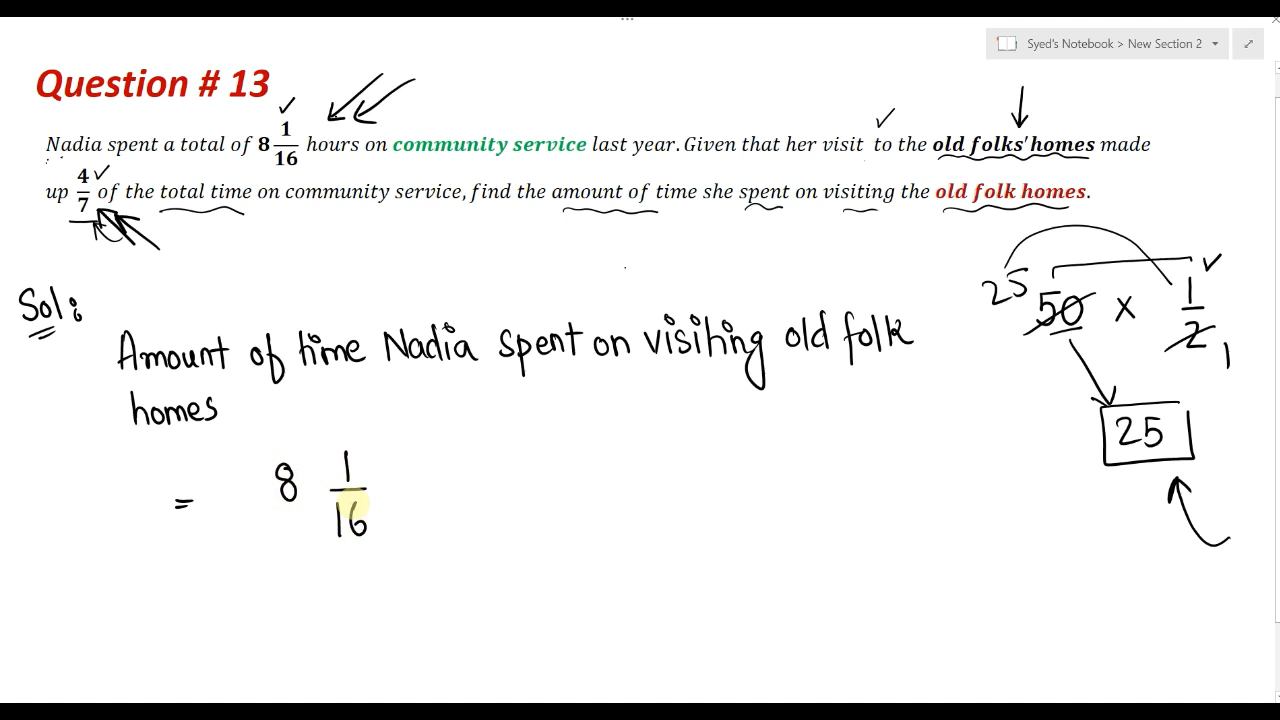 Syed's Notebook > New Section 2
Question # 13
Nadia spent a total of 8 1/16 hours on community service last year. Given that her visit to the old folks' homes made
up 4/7 of the total time on community service, find the amount of time she spent on visiting the old folk homes.
Sol:
25 50 × 1/2 1
Amount of time Nadia spent on visiting old folk
homes
25
= 8 1/16